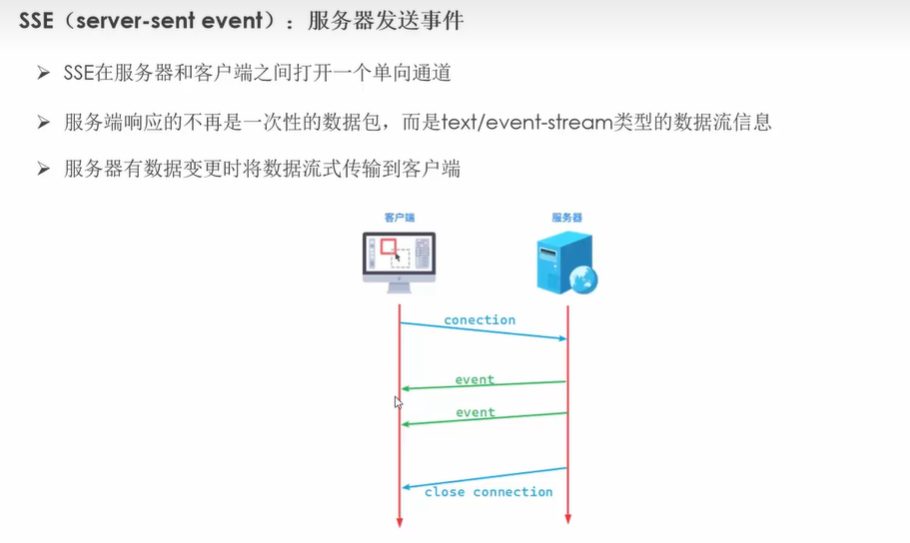 SSE（server-sent event）：服务器发送事件
➢ SSE在服务器和客户端之间打开一个单向通道
➢ 服务端响应的不再是一次性的数据包，而是text/event-stream类型的数据流信息
➢ 服务器有数据变更时将数据流式传输到客户端
客户端 服务器
conection
event
event
close connection